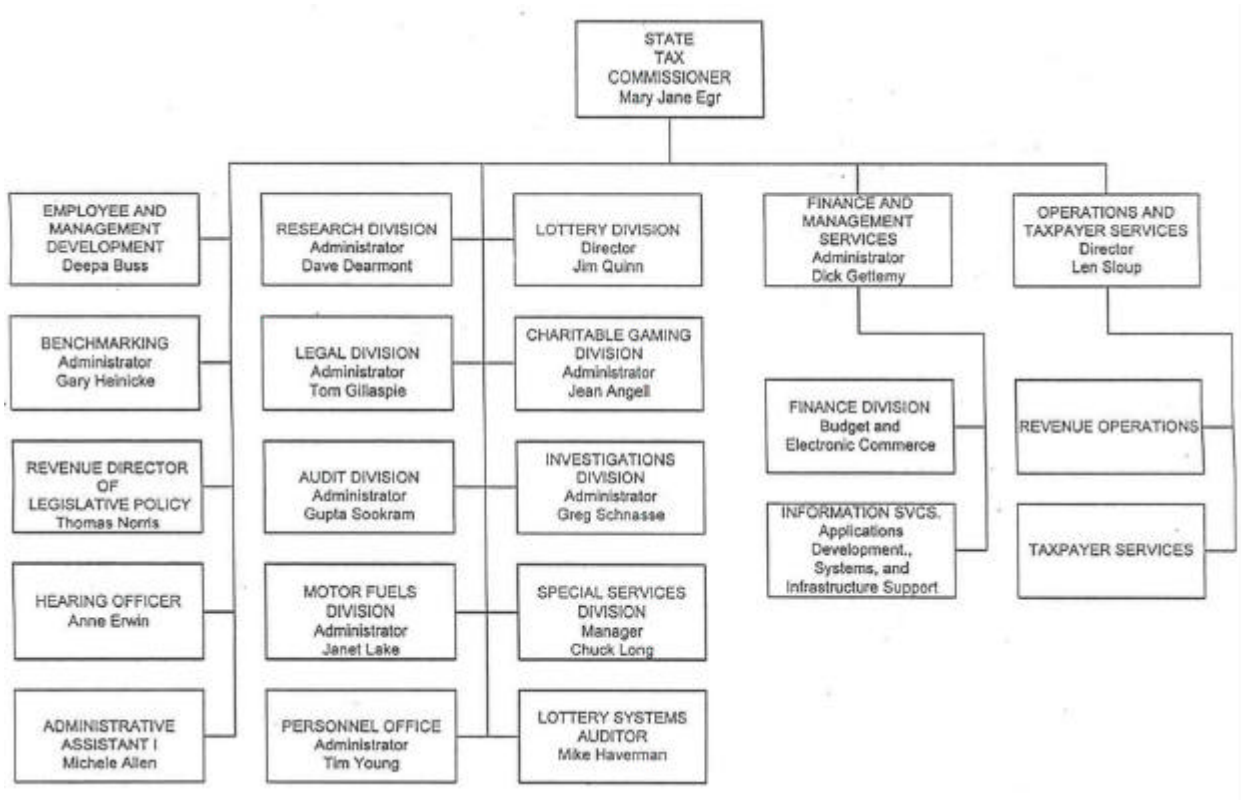 STATE
TAX
COMMISSIONER
Mary Jane Egr
EMPLOYEE AND
MANAGEMENT
DEVELOPMENT
Deepa Buss
RESEARCH DIVISION
Administrator
Dave Dearmont
LOTTERY DIVISION
Director
Jim Quinn
FINANCE AND
MANAGEMENT
SERVICES
Administrator
Dick Gettemy
OPERATIONS AND
TAXPAYER SERVICES
Director
Len Sloup
BENCHMARKING
Administrator
Gary Heinicke
LEGAL DIVISION
Administrator
Tom Gillaspie
CHARITABLE GAMING
DIVISION
Administrator
Jean Angell
FINANCE DIVISION
Budget and
Electronic Commerce
REVENUE OPERATIONS
REVENUE DIRECTOR
OF
LEGISLATIVE POLICY
Thomas Norris
AUDIT DIVISION
Administrator
Gupta Sookram
INVESTIGATIONS
DIVISION
Administrator
Greg Schnasse
INFORMATION SVCS.
Applications
Development.,
Systems, and
Infrastructure Support
TAXPAYER SERVICES
HEARING OFFICER
Anne Erwin
MOTOR FUELS
DIVISION
Administrator
Janet Lake
SPECIAL SERVICES
DIVISION
Manager
Chuck Long
ADMINISTRATIVE
ASSISTANT I
Michele Allen
PERSONNEL OFFICE
Administrator
Tim Young
LOTTERY SYSTEMS
AUDITOR
Mike Haverman